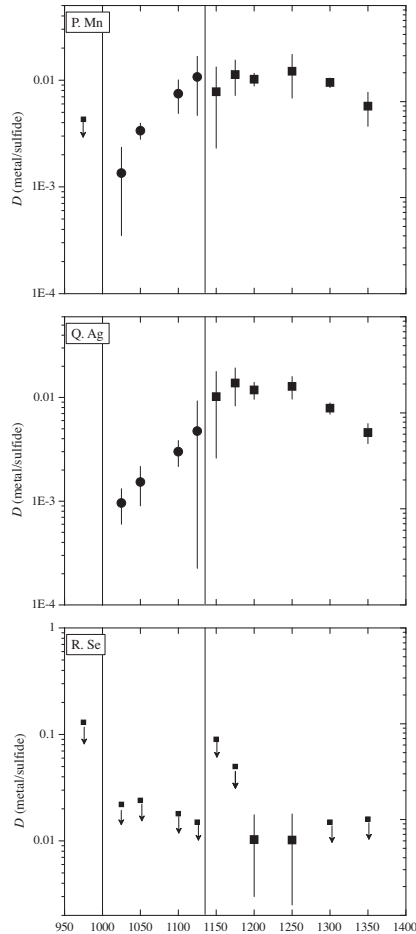 P. Mn
0.01
1E-3
1E-4
D (metal/sulfide)
Q. Ag
0.01
1E-3
1E-4
D (metal/sulfide)
R. Se
1
0.1
0.01
D (metal/sulfide)
950 1000 1050 1100 1150 1200 1250 1300 1350 1400